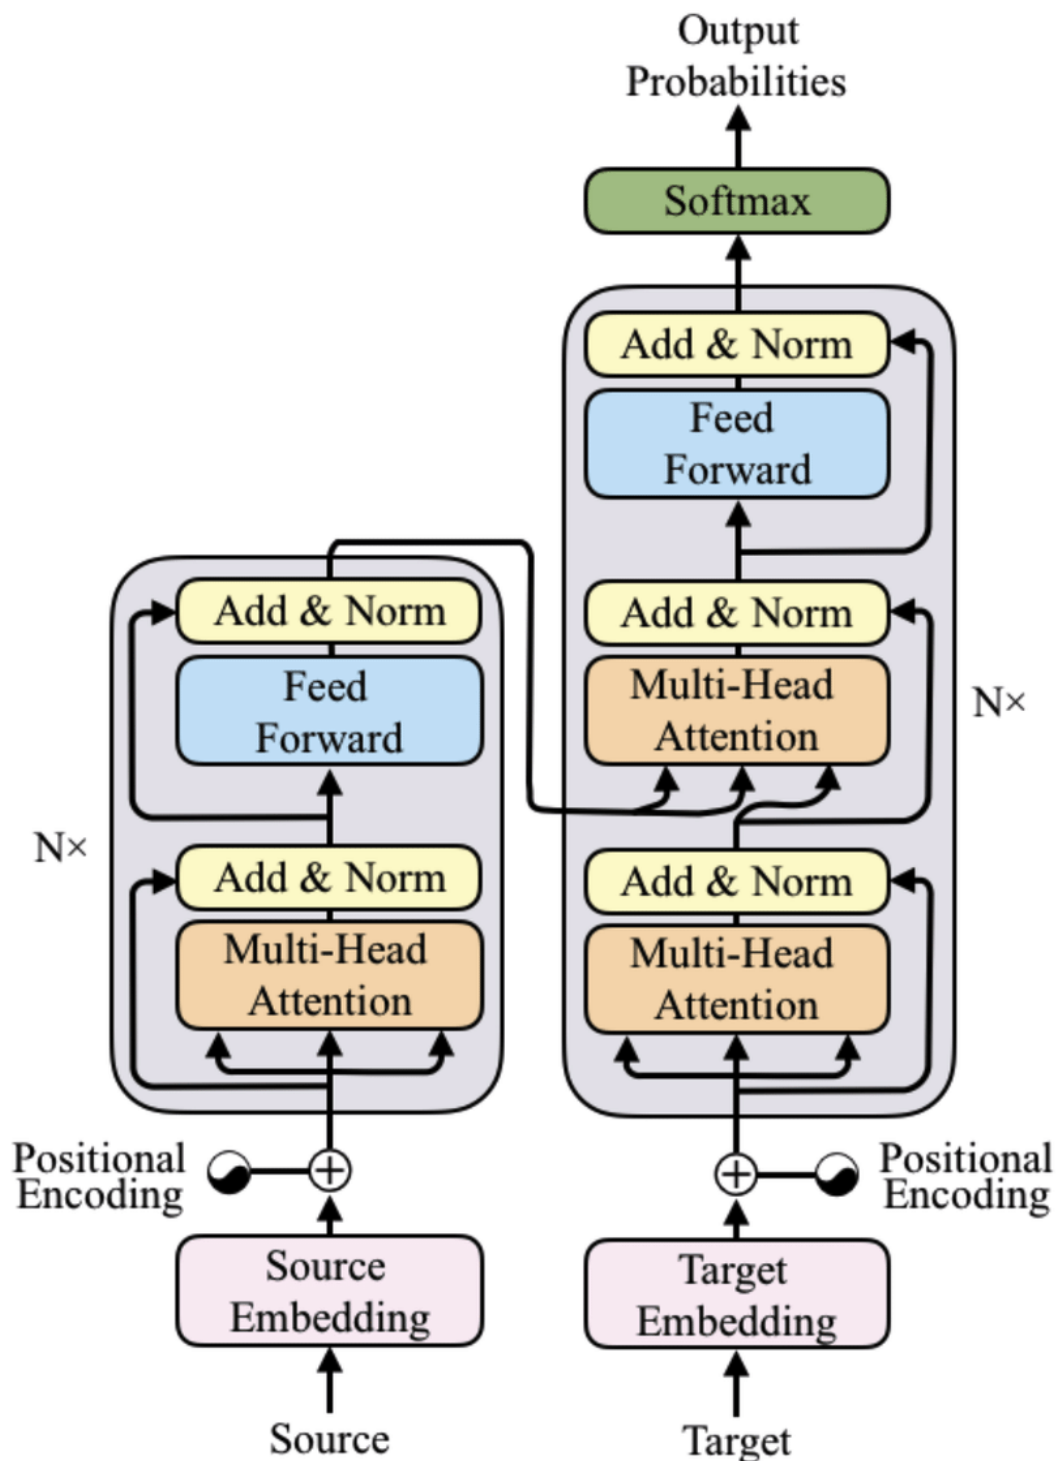 Output
Probabilities
Softmax
Add & Norm
Feed
Forward
Add & Norm
Multi-Head
Attention
N×
Add & Norm
Multi-Head
Attention
Positional
Encoding
Target
Embedding
Target
Add & Norm
Feed
Forward
N×
Add & Norm
Multi-Head
Attention
Positional
Encoding
Source
Embedding
Source